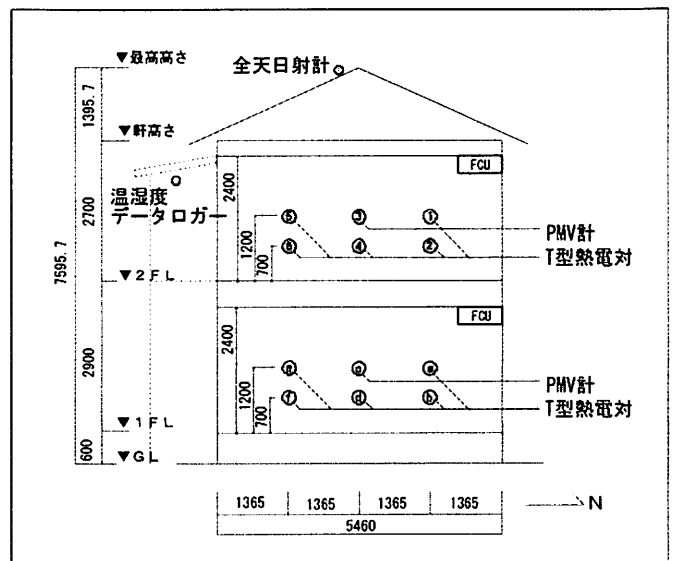 ▼最高高さ
全天日射計
1395.7
▼軒高さ
FCU
2400
温湿度
データロガー
2700
⑤ ③ ①
1200
PMV計
⑥ ④ ②
700
T型熱電対
7595.7
▼2FL
FCU
2400
2900
1200
PMV計
ⓕ ⓓ ⓑ
700
T型熱電対
▼1FL
600
▼GL
1365 1365 1365 1365
N
5460